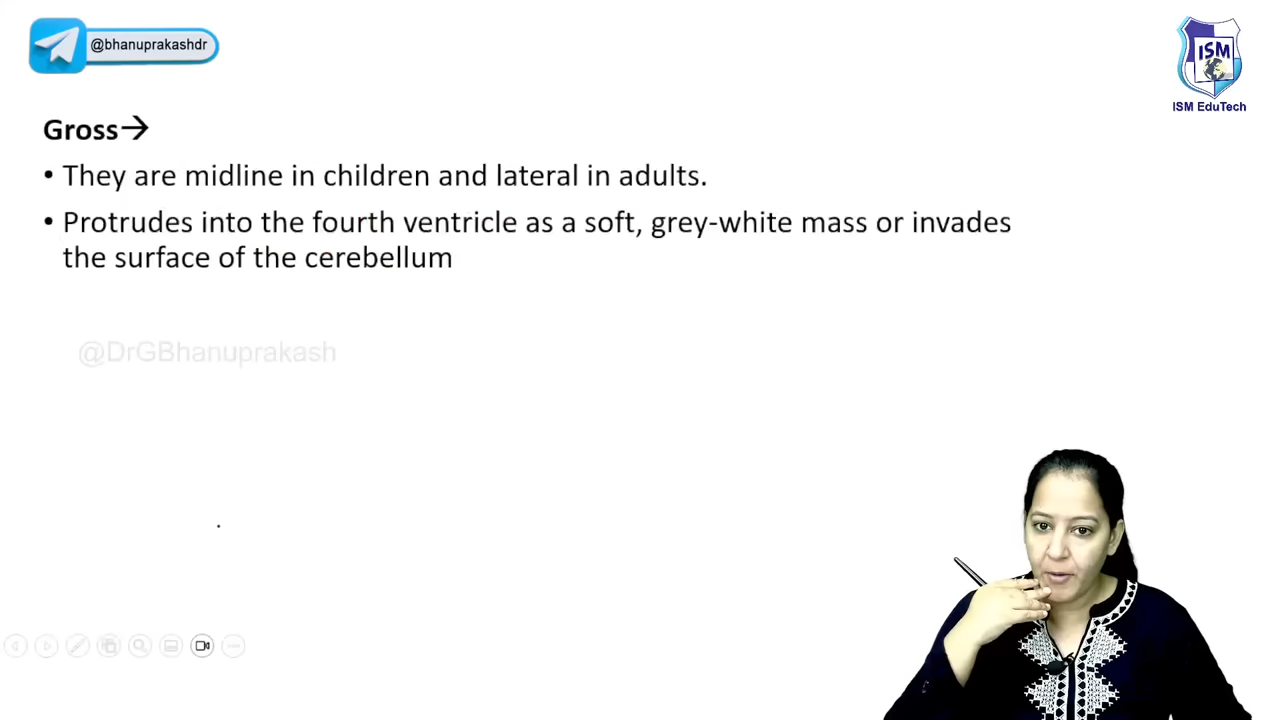 @bhanuprakashdr
ISM
ISM EduTech
Gross→
• They are midline in children and lateral in adults.
• Protrudes into the fourth ventricle as a soft, grey-white mass or invades
the surface of the cerebellum
@DrGBhanuprakash